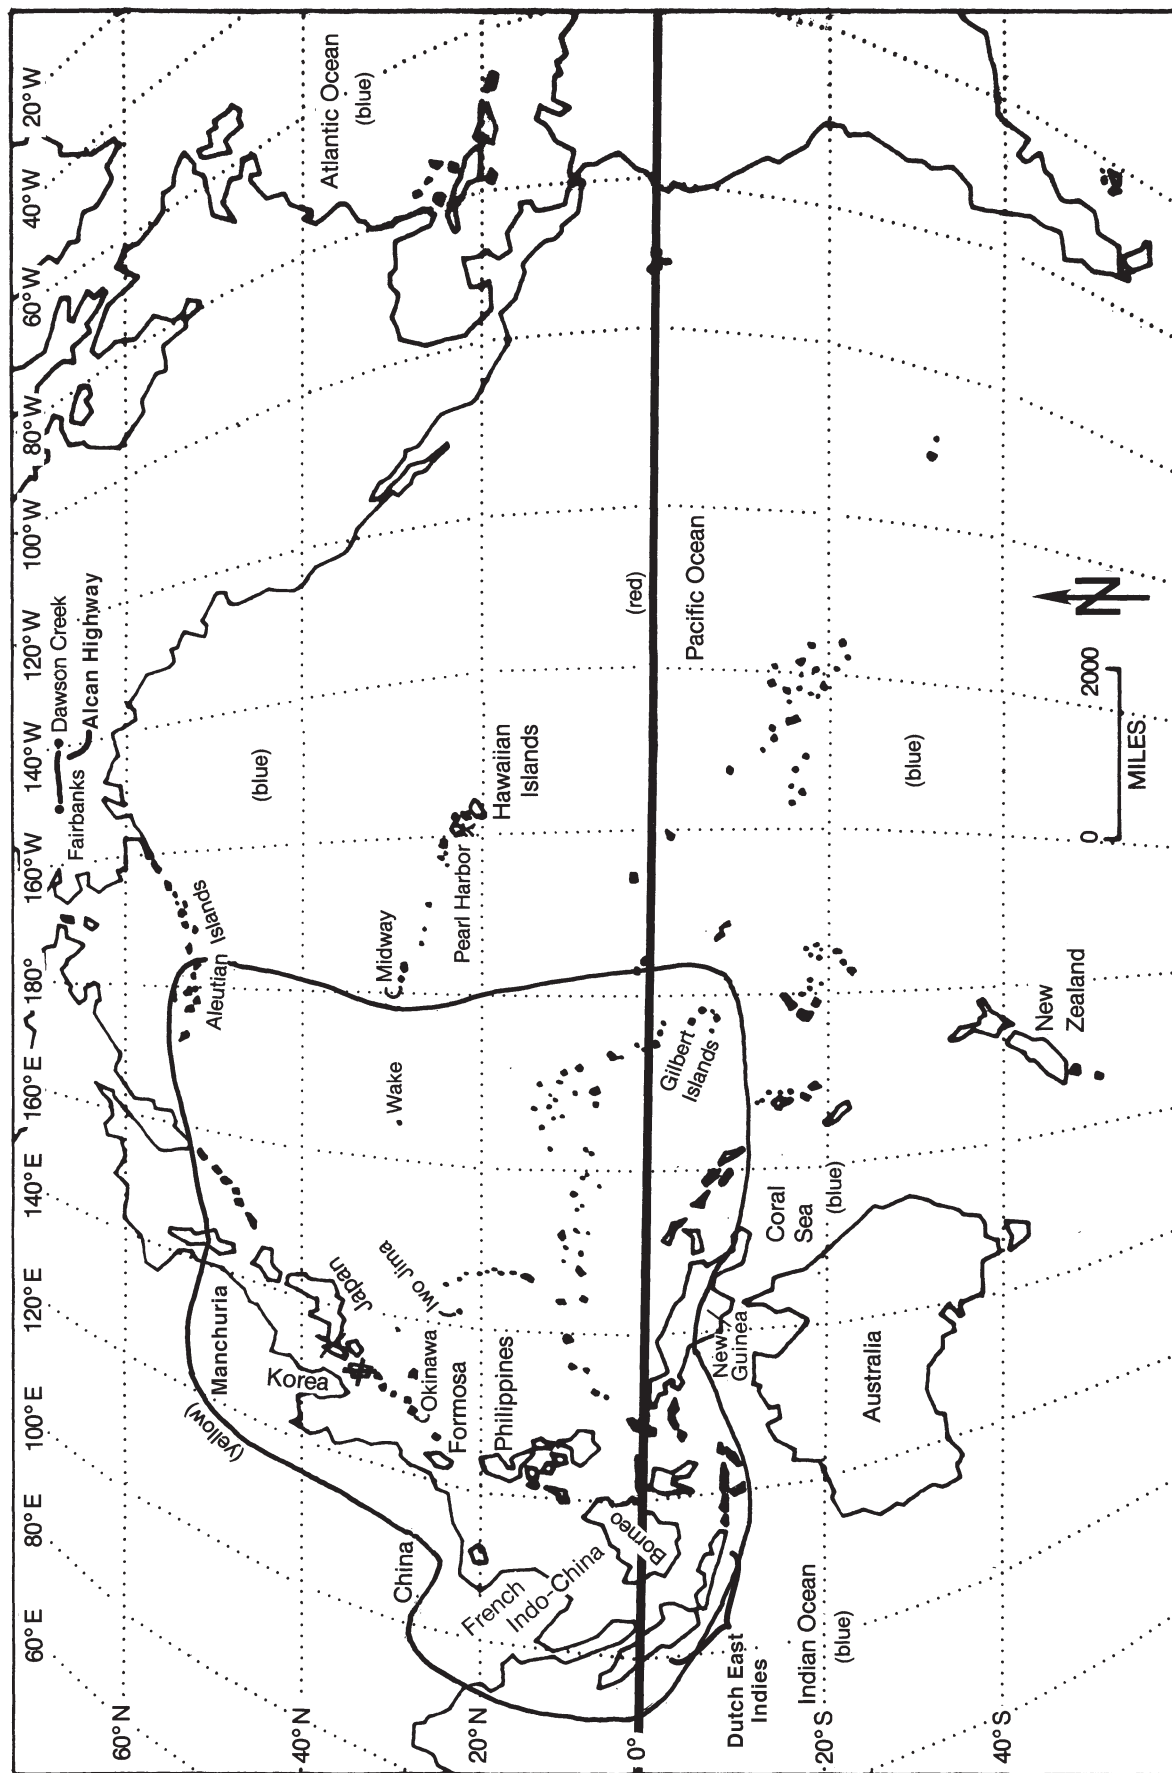 60° E
80° E
100° E
120° E
140° E
160° E
180°
160° W
140° W
120° W
100° W
80° W
60° W
40° W
20° W
Fairbanks
Dawson Creek
Alcan Highway
60° N
40° N
20° N
0°
20° S
40° S
Aleutian Islands
Atlantic Ocean
(blue)
(blue)
Manchuria
(yellow)
Korea
Japan
China
Iwo Jima
Okinawa
Formosa
Philippines
Wake
Midway
Pearl Harbor
Hawaiian
Islands
French
Indo-China
Borneo
(red)
Gilbert
Islands
Pacific Ocean
New
Guinea
Dutch East
Indies
Coral
Sea
(blue)
Indian Ocean
(blue)
Australia
(blue)
New
Zealand
0
2000
MILES
N